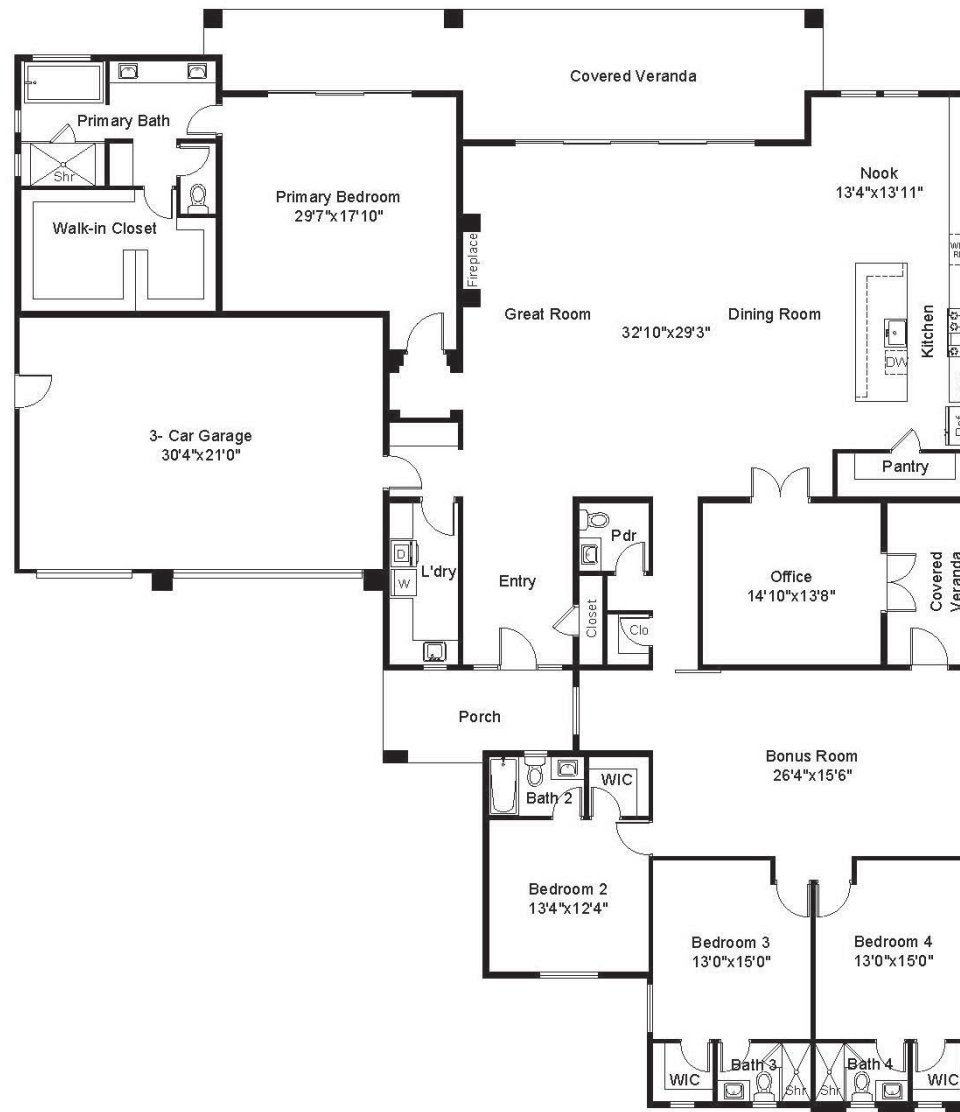 Covered Veranda
Primary Bath
Shr
Walk-in Closet
Primary Bedroom
29'7"x17'10"
Nook
13'4"x13'11"
Fireplace
Great Room
Dining Room
32'10"x29'3"
Kitchen
DW
Pantry
3- Car Garage
30'4"x21'0"
D
W
L'dry
Entry
Pdr
Closet
Clo
Office
14'10"x13'8"
Covered
Veranda
Porch
Bonus Room
26'4"x15'6"
Bath 2
WIC
Bedroom 2
13'4"x12'4"
Bedroom 3
13'0"x15'0"
Bedroom 4
13'0"x15'0"
WIC
Bath 3
Shr
Shr
Bath 4
WIC